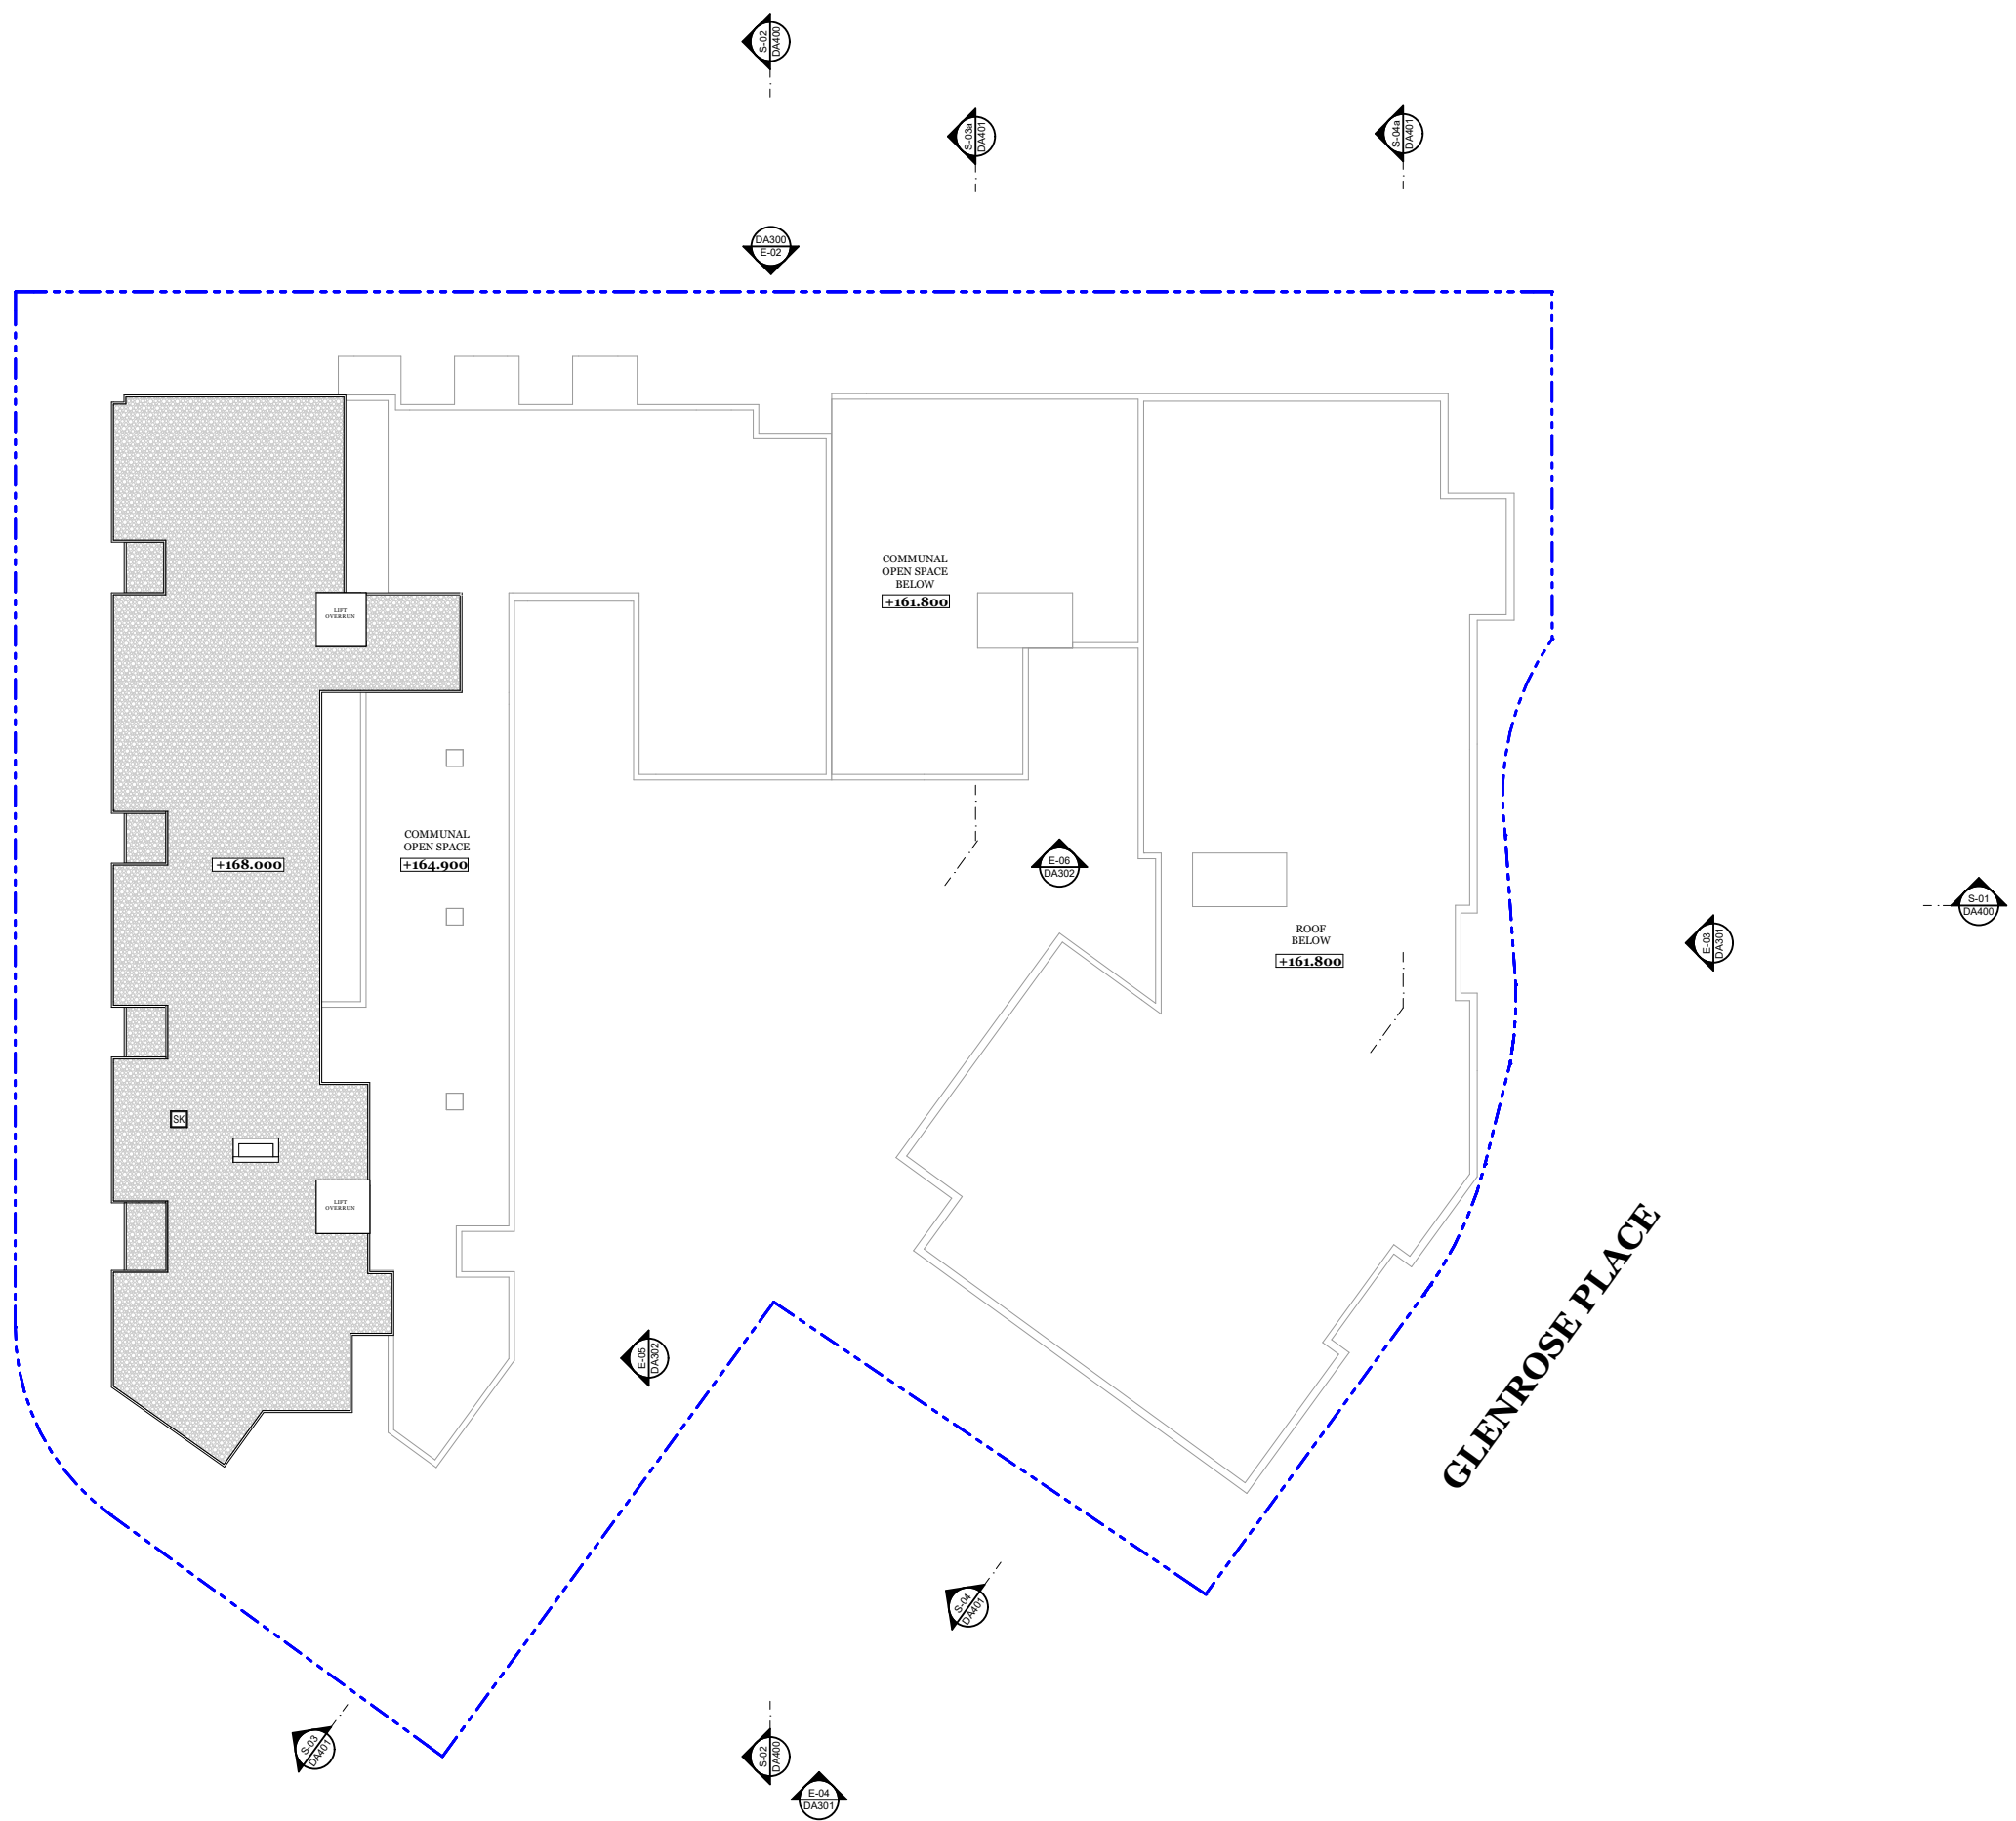 S-02
DA400
S-03a
DA401
S-04a
DA401
DA300
E-02
COMMUNAL
OPEN SPACE
BELOW
+161.800
LIFT
OVERRUN
COMMUNAL
OPEN SPACE
+164.900
+168.000
E-06
DA302
S-01
DA400
E-03
DA301
ROOF
BELOW
+161.800
SK
LIFT
OVERRUN
GLENROSE PLACE
E-05
DA302
S-04
DA401
S-03
DA401
S-02
DA400
E-04
DA301